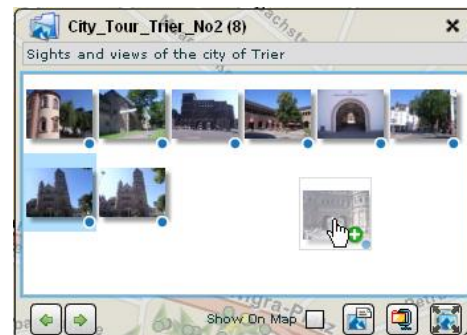 City_Tour_Trier_No2 (8)
Sights and views of the city of Trier
Show On Map